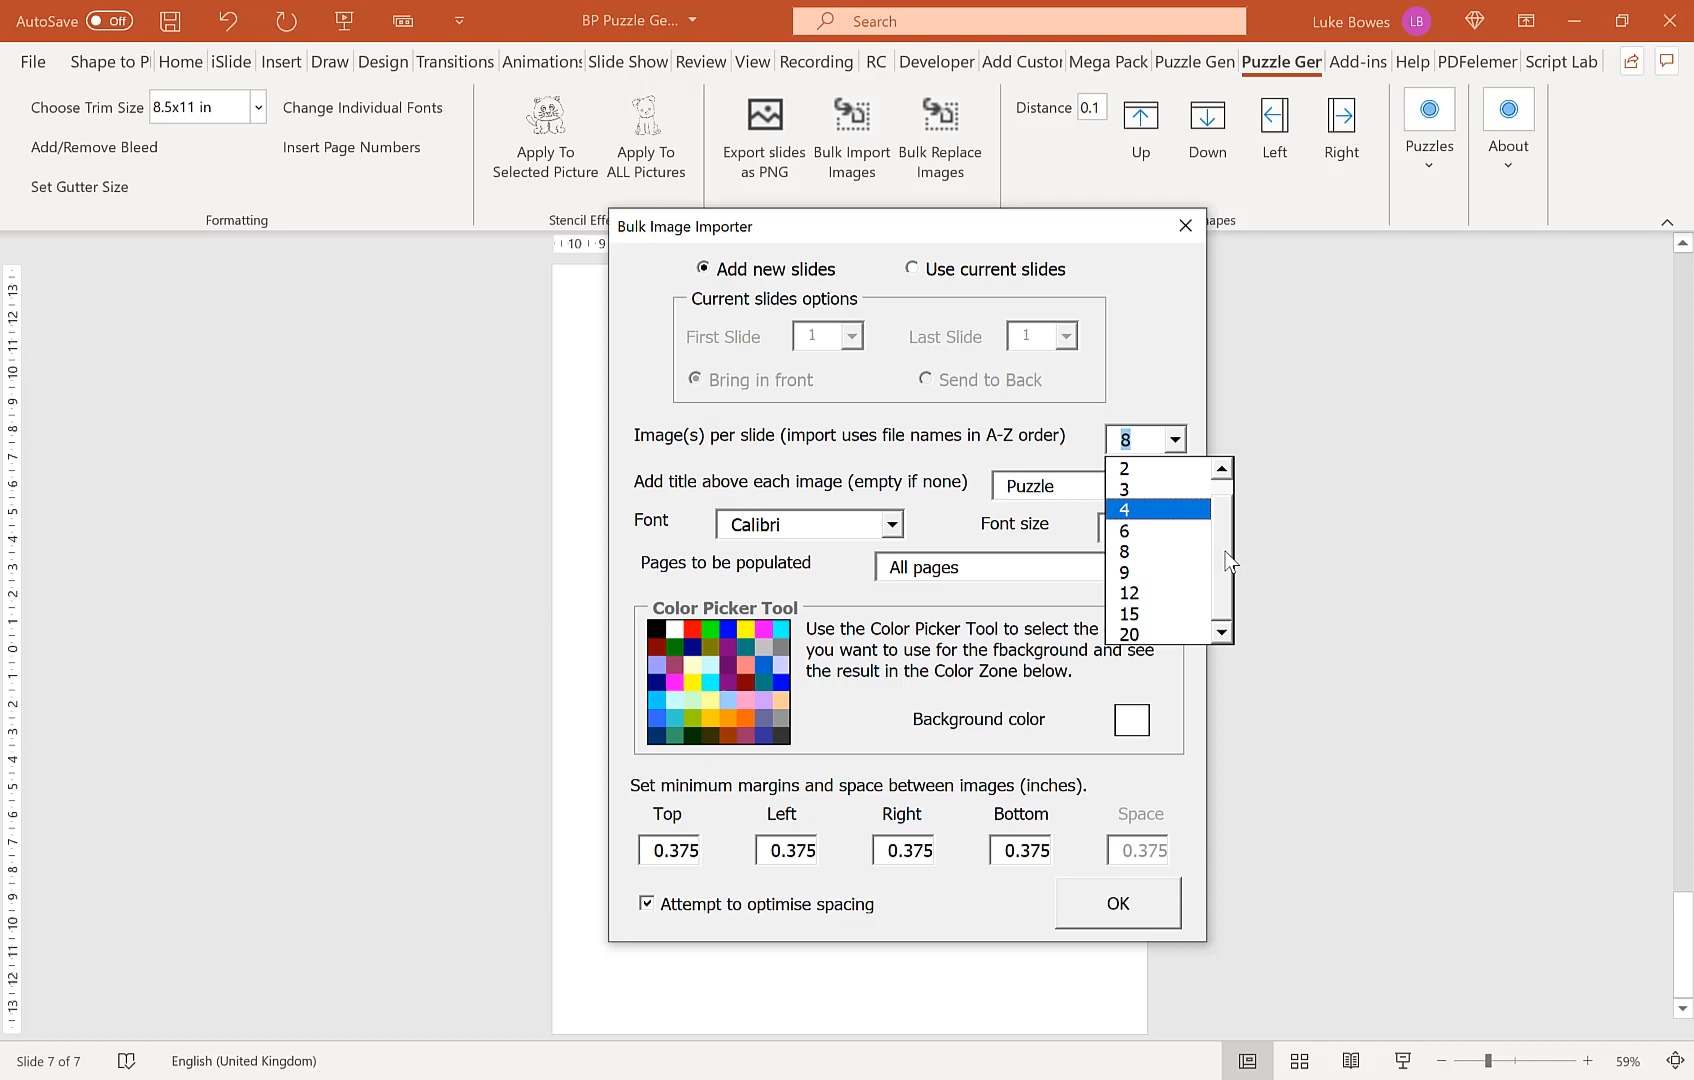 AutoSave Off
BP Puzzle Ge...
Search
Luke Bowes LB
File Home iSlide Insert Draw Design Transitions Slide Show Review View Recording RC Developer Mega Pack Puzzle Gen Puzzle Ger Add-ins Help PDFelemer Script Lab
Choose Trim Size 8.5x11 in
Change Individual Fonts
Add/Remove Bleed
Insert Page Numbers
Set Gutter Size
Formatting
Apply To
Selected Picture
Apply To
ALL Pictures
Export slides
as PNG
Bulk Import
Images
Bulk Replace
Images
Distance 0.1
Up
Down
Left
Right
Puzzles
About
Bulk Image Importer
Add new slides
Use current slides
Current slides options
First Slide 1
Last Slide 1
Bring in front
Send to Back
Image(s) per slide (import uses file names in A-Z order) 8
2
3
4
6
8
9
12
15
20
Add title above each image (empty if none) Puzzle
Font Calibri
Font size
Pages to be populated All pages
Color Picker Tool
Use the Color Picker Tool to select the
you want to use for the fbackground and see
the result in the Color Zone below.
Background color
Set minimum margins and space between images (inches).
Top Left Right Bottom Space
0.375 0.375 0.375 0.375 0.375
Attempt to optimise spacing
OK
Slide 7 of 7
English (United Kingdom)
59%